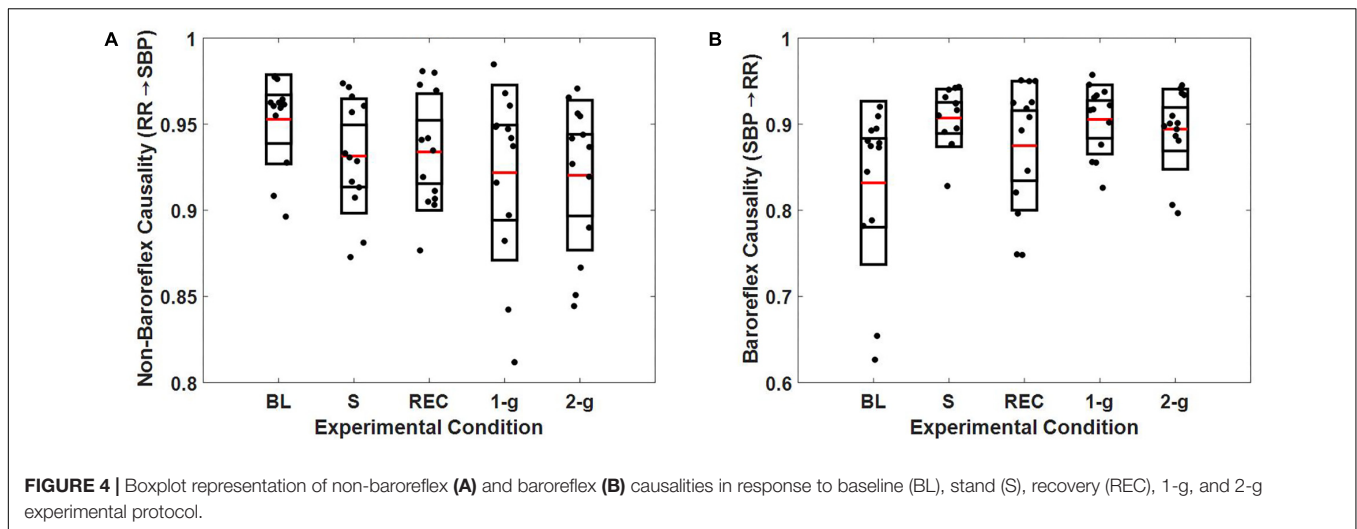 A
Non-Baroreflex Causality (RR →SBP)
1
0.95
0.9
0.85
0.8
BL S REC 1-g 2-g
Experimental Condition
B
Baroreflex Causality (SBP →RR)
1
0.9
0.8
0.7
0.6
BL S REC 1-g 2-g
Experimental Condition
FIGURE 4 | Boxplot representation of non-baroreflex (A) and baroreflex (B) causalities in response to baseline (BL), stand (S), recovery (REC), 1-g, and 2-g
experimental protocol.